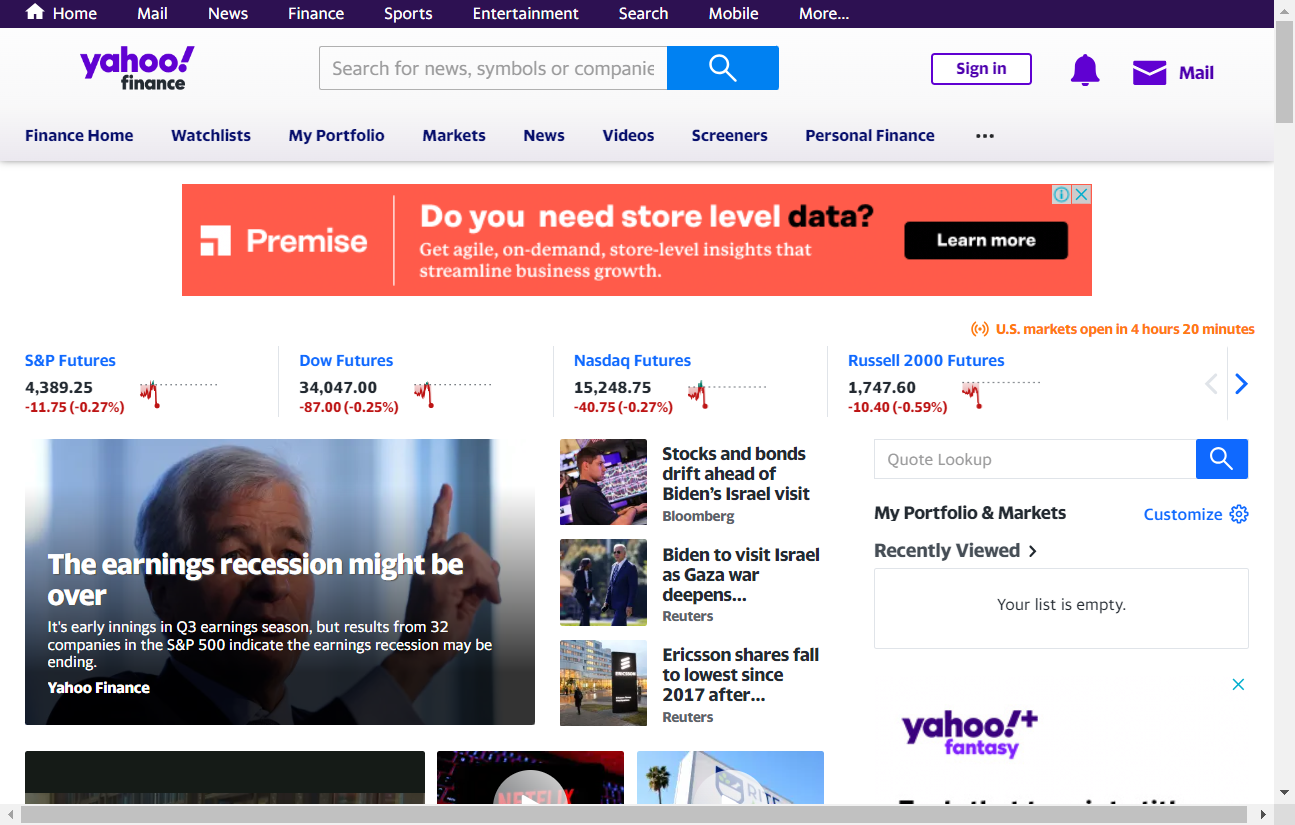 Home Mail News Finance Sports Entertainment Search Mobile More...
yahoo!
finance
Search for news, symbols or companie
Sign in
Mail
Finance Home Watchlists My Portfolio Markets News Videos Screeners Personal Finance
Premise
Do you need store level data?
Get agile, on-demand, store-level insights that
streamline business growth.
Learn more
U.S. markets open in 4 hours 20 minutes
S&P Futures
4,389.25
-11.75 (-0.27%)
Dow Futures
34,047.00
-87.00 (-0.25%)
Nasdaq Futures
15,248.75
-40.75 (-0.27%)
Russell 2000 Futures
1,747.60
-10.40 (-0.59%)
The earnings recession might be
over
It's early innings in Q3 earnings season, but results from 32
companies in the S&P 500 indicate the earnings recession may be
ending.
Yahoo Finance
Stocks and bonds
drift ahead of
Biden's Israel visit
Bloomberg
Biden to visit Israel
as Gaza war
deepens...
Reuters
ERICSSON
Ericsson shares fall
to lowest since
2017 after...
Reuters
Quote Lookup
My Portfolio & Markets
Customize
Recently Viewed
Your list is empty.
yahoo!+
fantasy
NETFLIX